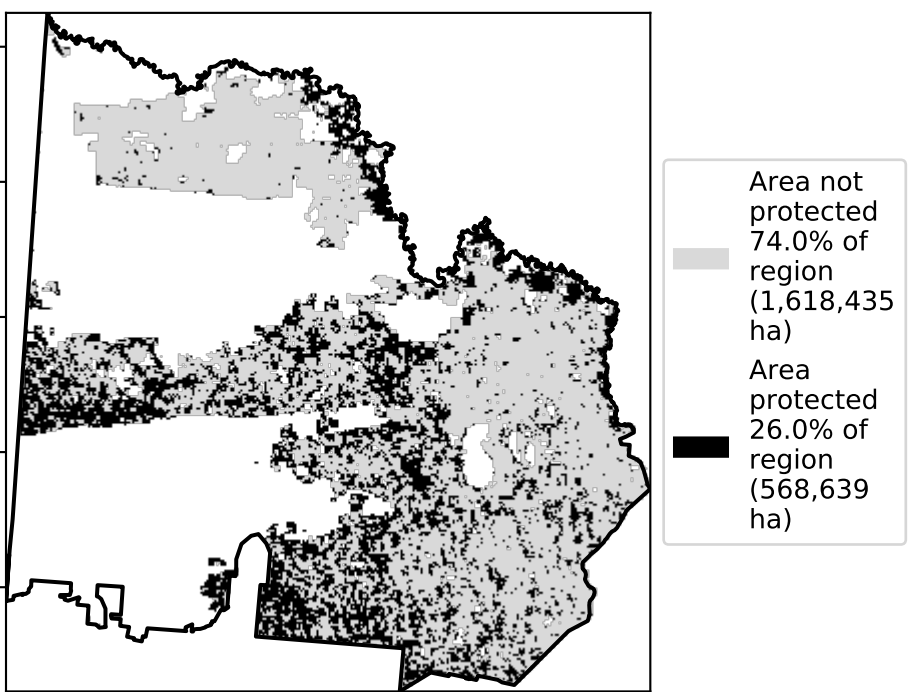 Area not
protected
74.0% of
region
(1,618,435
ha)
Area
protected
26.0% of
region
(568,639
ha)